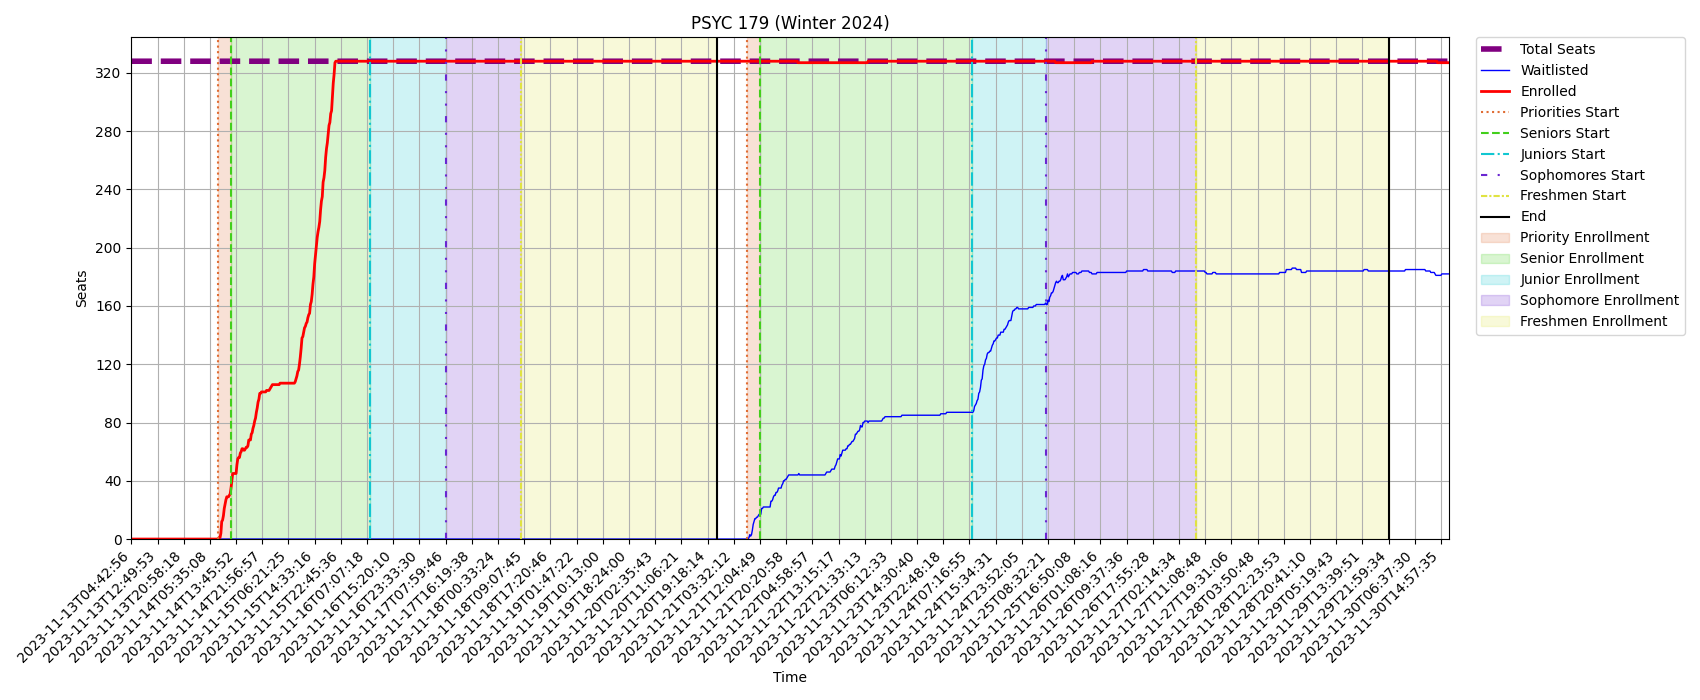 PSYC 179 (Winter 2024)
Seats
320
280
240
200
160
120
80
40
0
2023-11-13T04:42:56
2023-11-13T12:49:53
2023-11-13T20:58:18
2023-11-14T05:35:08
2023-11-14T13:45:52
2023-11-14T21:56:57
2023-11-15T06:21:25
2023-11-15T14:33:16
2023-11-15T22:45:36
2023-11-16T07:07:18
2023-11-16T15:20:10
2023-11-16T23:33:30
2023-11-17T07:59:46
2023-11-17T16:19:38
2023-11-18T00:33:24
2023-11-18T09:07:45
2023-11-18T17:20:46
2023-11-19T01:47:22
2023-11-19T10:13:00
2023-11-19T18:24:00
2023-11-20T02:35:43
2023-11-20T11:06:21
2023-11-20T19:18:14
2023-11-21T03:32:12
2023-11-21T12:04:49
2023-11-21T20:20:58
2023-11-22T04:58:57
2023-11-22T13:15:17
2023-11-22T21:33:13
2023-11-23T06:12:33
2023-11-23T14:30:40
2023-11-23T22:48:18
2023-11-24T07:16:55
2023-11-24T15:34:31
2023-11-24T23:52:05
2023-11-25T08:32:21
2023-11-25T16:50:08
2023-11-26T01:08:16
2023-11-26T09:37:36
2023-11-26T17:55:28
2023-11-27T02:14:34
2023-11-27T11:08:48
2023-11-27T19:31:06
2023-11-28T03:50:48
2023-11-28T12:23:53
2023-11-28T20:41:10
2023-11-29T05:19:43
2023-11-29T13:39:51
2023-11-29T21:59:34
2023-11-30T06:37:30
2023-11-30T14:57:35
Time
Total Seats
Waitlisted
Enrolled
Priorities Start
Seniors Start
Juniors Start
Sophomores Start
Freshmen Start
End
Priority Enrollment
Senior Enrollment
Junior Enrollment
Sophomore Enrollment
Freshmen Enrollment